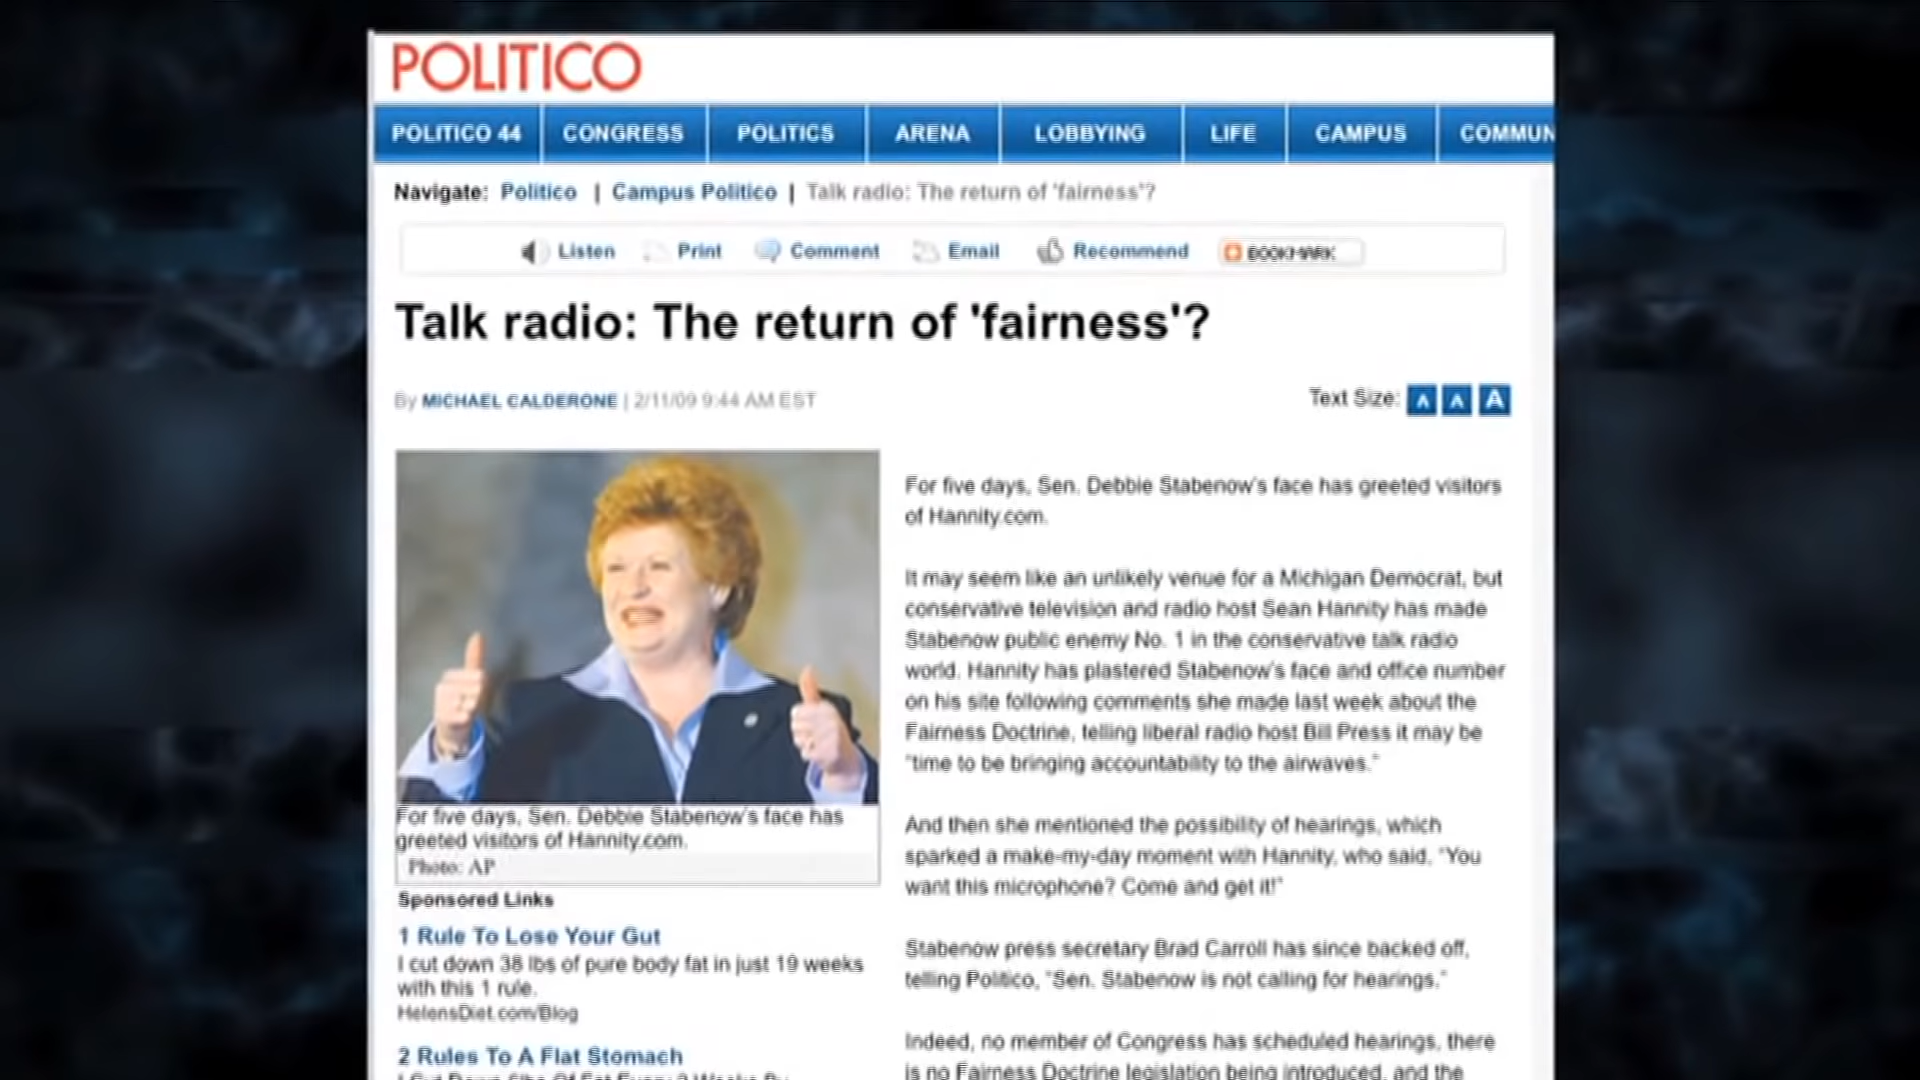 POLITICO
POLITICO 44 CONGRESS POLITICS ARENA LOBBYING LIFE CAMPUS COMMUN
Navigate: Politico | Campus Politico | Talk radio: The return of 'fairness'?
Listen Print Comment Email Recommend BOOKMARK
Talk radio: The return of 'fairness'?
By MICHAEL CALDERONE | 2/11/09 9:44 AM EST
Text Size: A A A
For five days, Sen. Debbie Stabenow's face has
greeted visitors of Hannity.com.
Photo: AP
Sponsored Links
1 Rule To Lose Your Gut
I cut down 38 lbs of pure body fat in just 19 weeks
with this 1 rule.
HelensDiet.com/Blog
2 Rules To A Flat Stomach
For five days, Sen. Debbie Stabenow's face has greeted visitors
of Hannity.com.
It may seem like an unlikely venue for a Michigan Democrat, but
conservative television and radio host Sean Hannity has made
Stabenow public enemy No. 1 in the conservative talk radio
world. Hannity has plastered Stabenow's face and office number
on his site following comments she made last week about the
Fairness Doctrine, telling liberal radio host Bill Press it may be
"time to be bringing accountability to the airwaves."
And then she mentioned the possibility of hearings, which
sparked a make-my-day moment with Hannity, who said, "You
want this microphone? Come and get it!"
Stabenow press secretary Brad Carroll has since backed off,
telling Politico, "Sen. Stabenow is not calling for hearings."
Indeed, no member of Congress has scheduled hearings, there
is no Fairness Doctrine legislation being introduced, and the